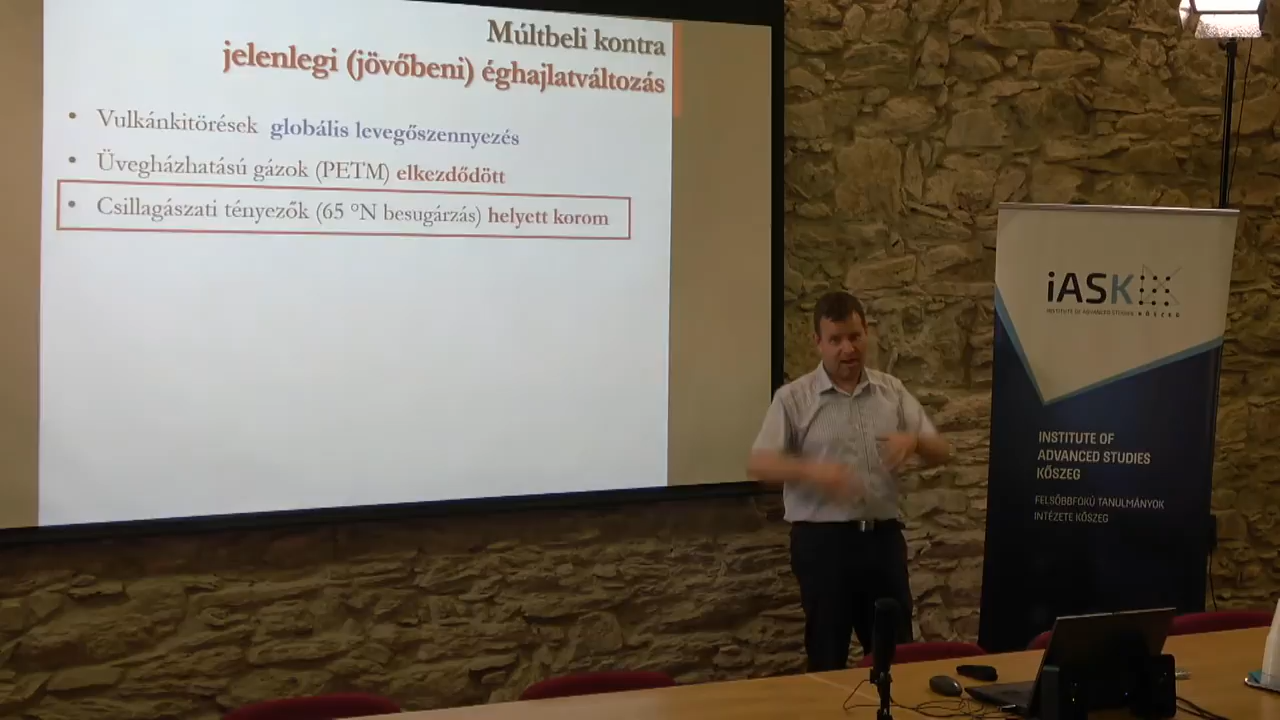 Múltbeli kontra
jelenlegi (jövőbeni) éghajlatváltozás
• Vulkánkitörések globális levegőszennyezés
• Üvegházhatású gázok (PETM) elkezdődött
• Csillagászati tényezők (65 °N besugárzás) helyett korom
iASK
INSTITUTE OF ADVANCED STUDIES KŐSZEG
INSTITUTE OF
ADVANCED STUDIES
KŐSZEG
FELSŐBBFOKÚ TANULMÁNYOK
INTÉZETE KŐSZEG